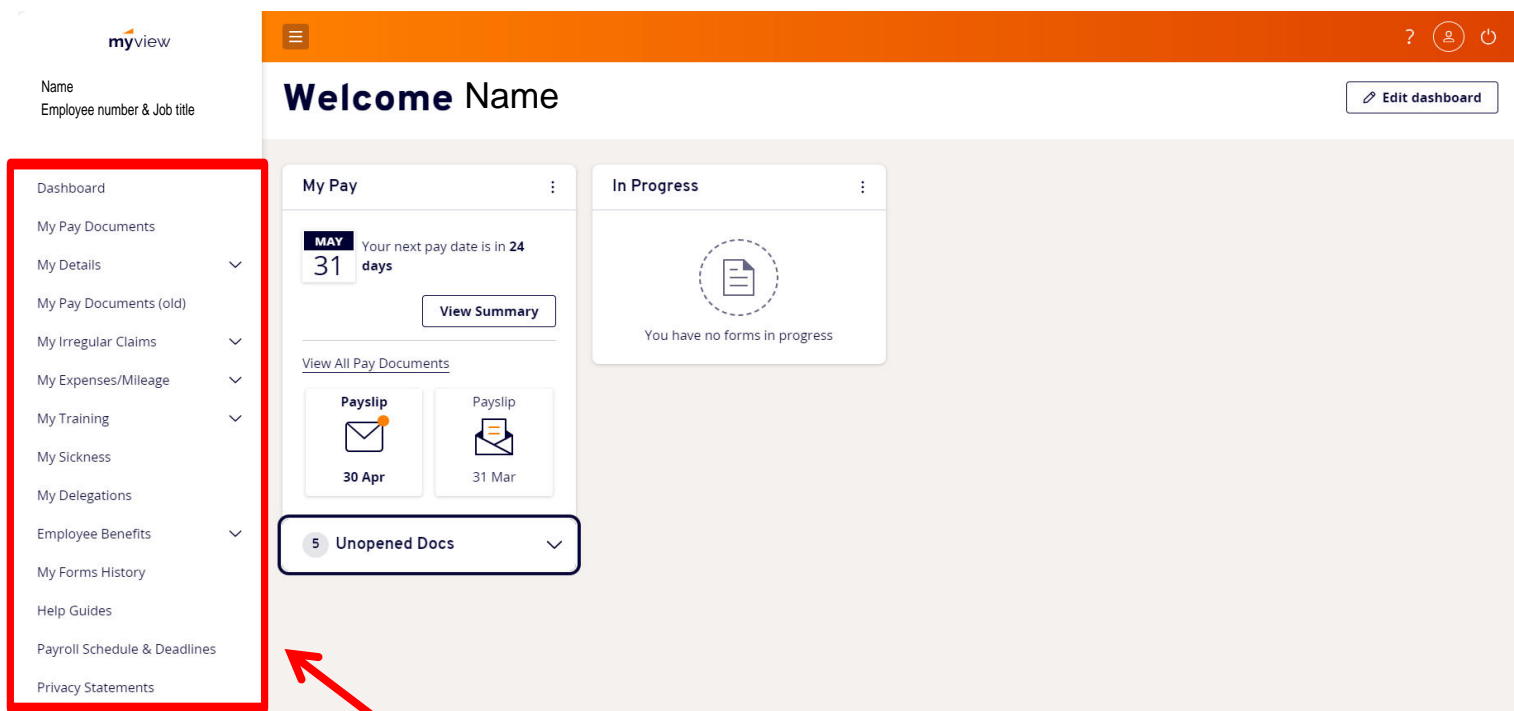 myview
Name
Employee number & Job title
Dashboard
My Pay Documents
My Details
My Pay Documents (old)
My Irregular Claims
My Expenses/Mileage
My Training
My Sickness
My Delegations
Employee Benefits
My Forms History
Help Guides
Payroll Schedule & Deadlines
Privacy Statements
?
Welcome Name
Edit dashboard
My Pay
MAY
31
Your next pay date is in 24
days
View Summary
View All Pay Documents
Payslip
30 Apr
Payslip
31 Mar
5 Unopened Docs
In Progress
You have no forms in progress